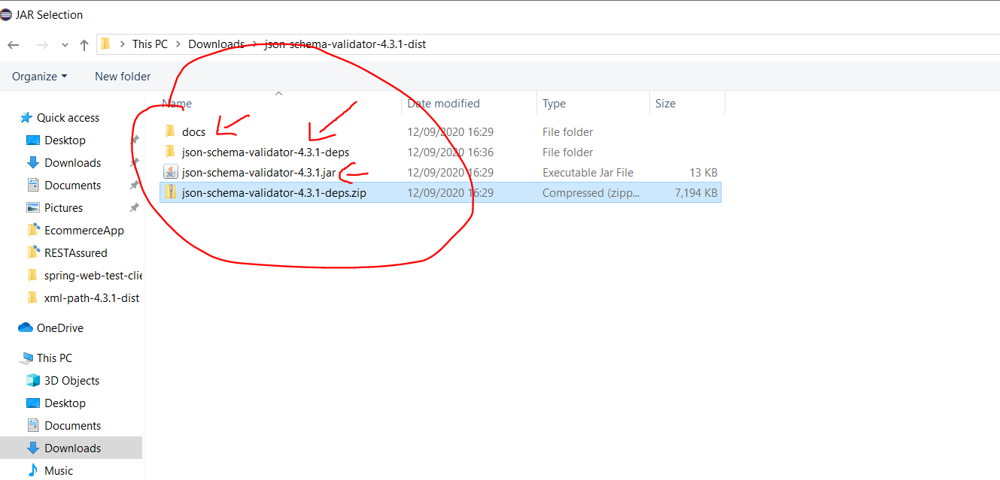 JAR Selection
This PC > Downloads > json-schema-validator-4.3.1-dist
Organize New folder
Name Date modified Type Size
Quick access
Desktop
Downloads
Documents
Pictures
EcommerceApp
RESTAssured
spring-web-test-clie
xml-path-4.3.1-dist
OneDrive
This PC
3D Objects
Desktop
Documents
Downloads
Music
docs 12/09/2020 16:29 File folder
json-schema-validator-4.3.1-deps 12/09/2020 16:36 File folder
json-schema-validator-4.3.1.jar 12/09/2020 16:29 Executable Jar File 13 KB
json-schema-validator-4.3.1-deps.zip 12/09/2020 16:29 Compressed (zipp... 7,194 KB